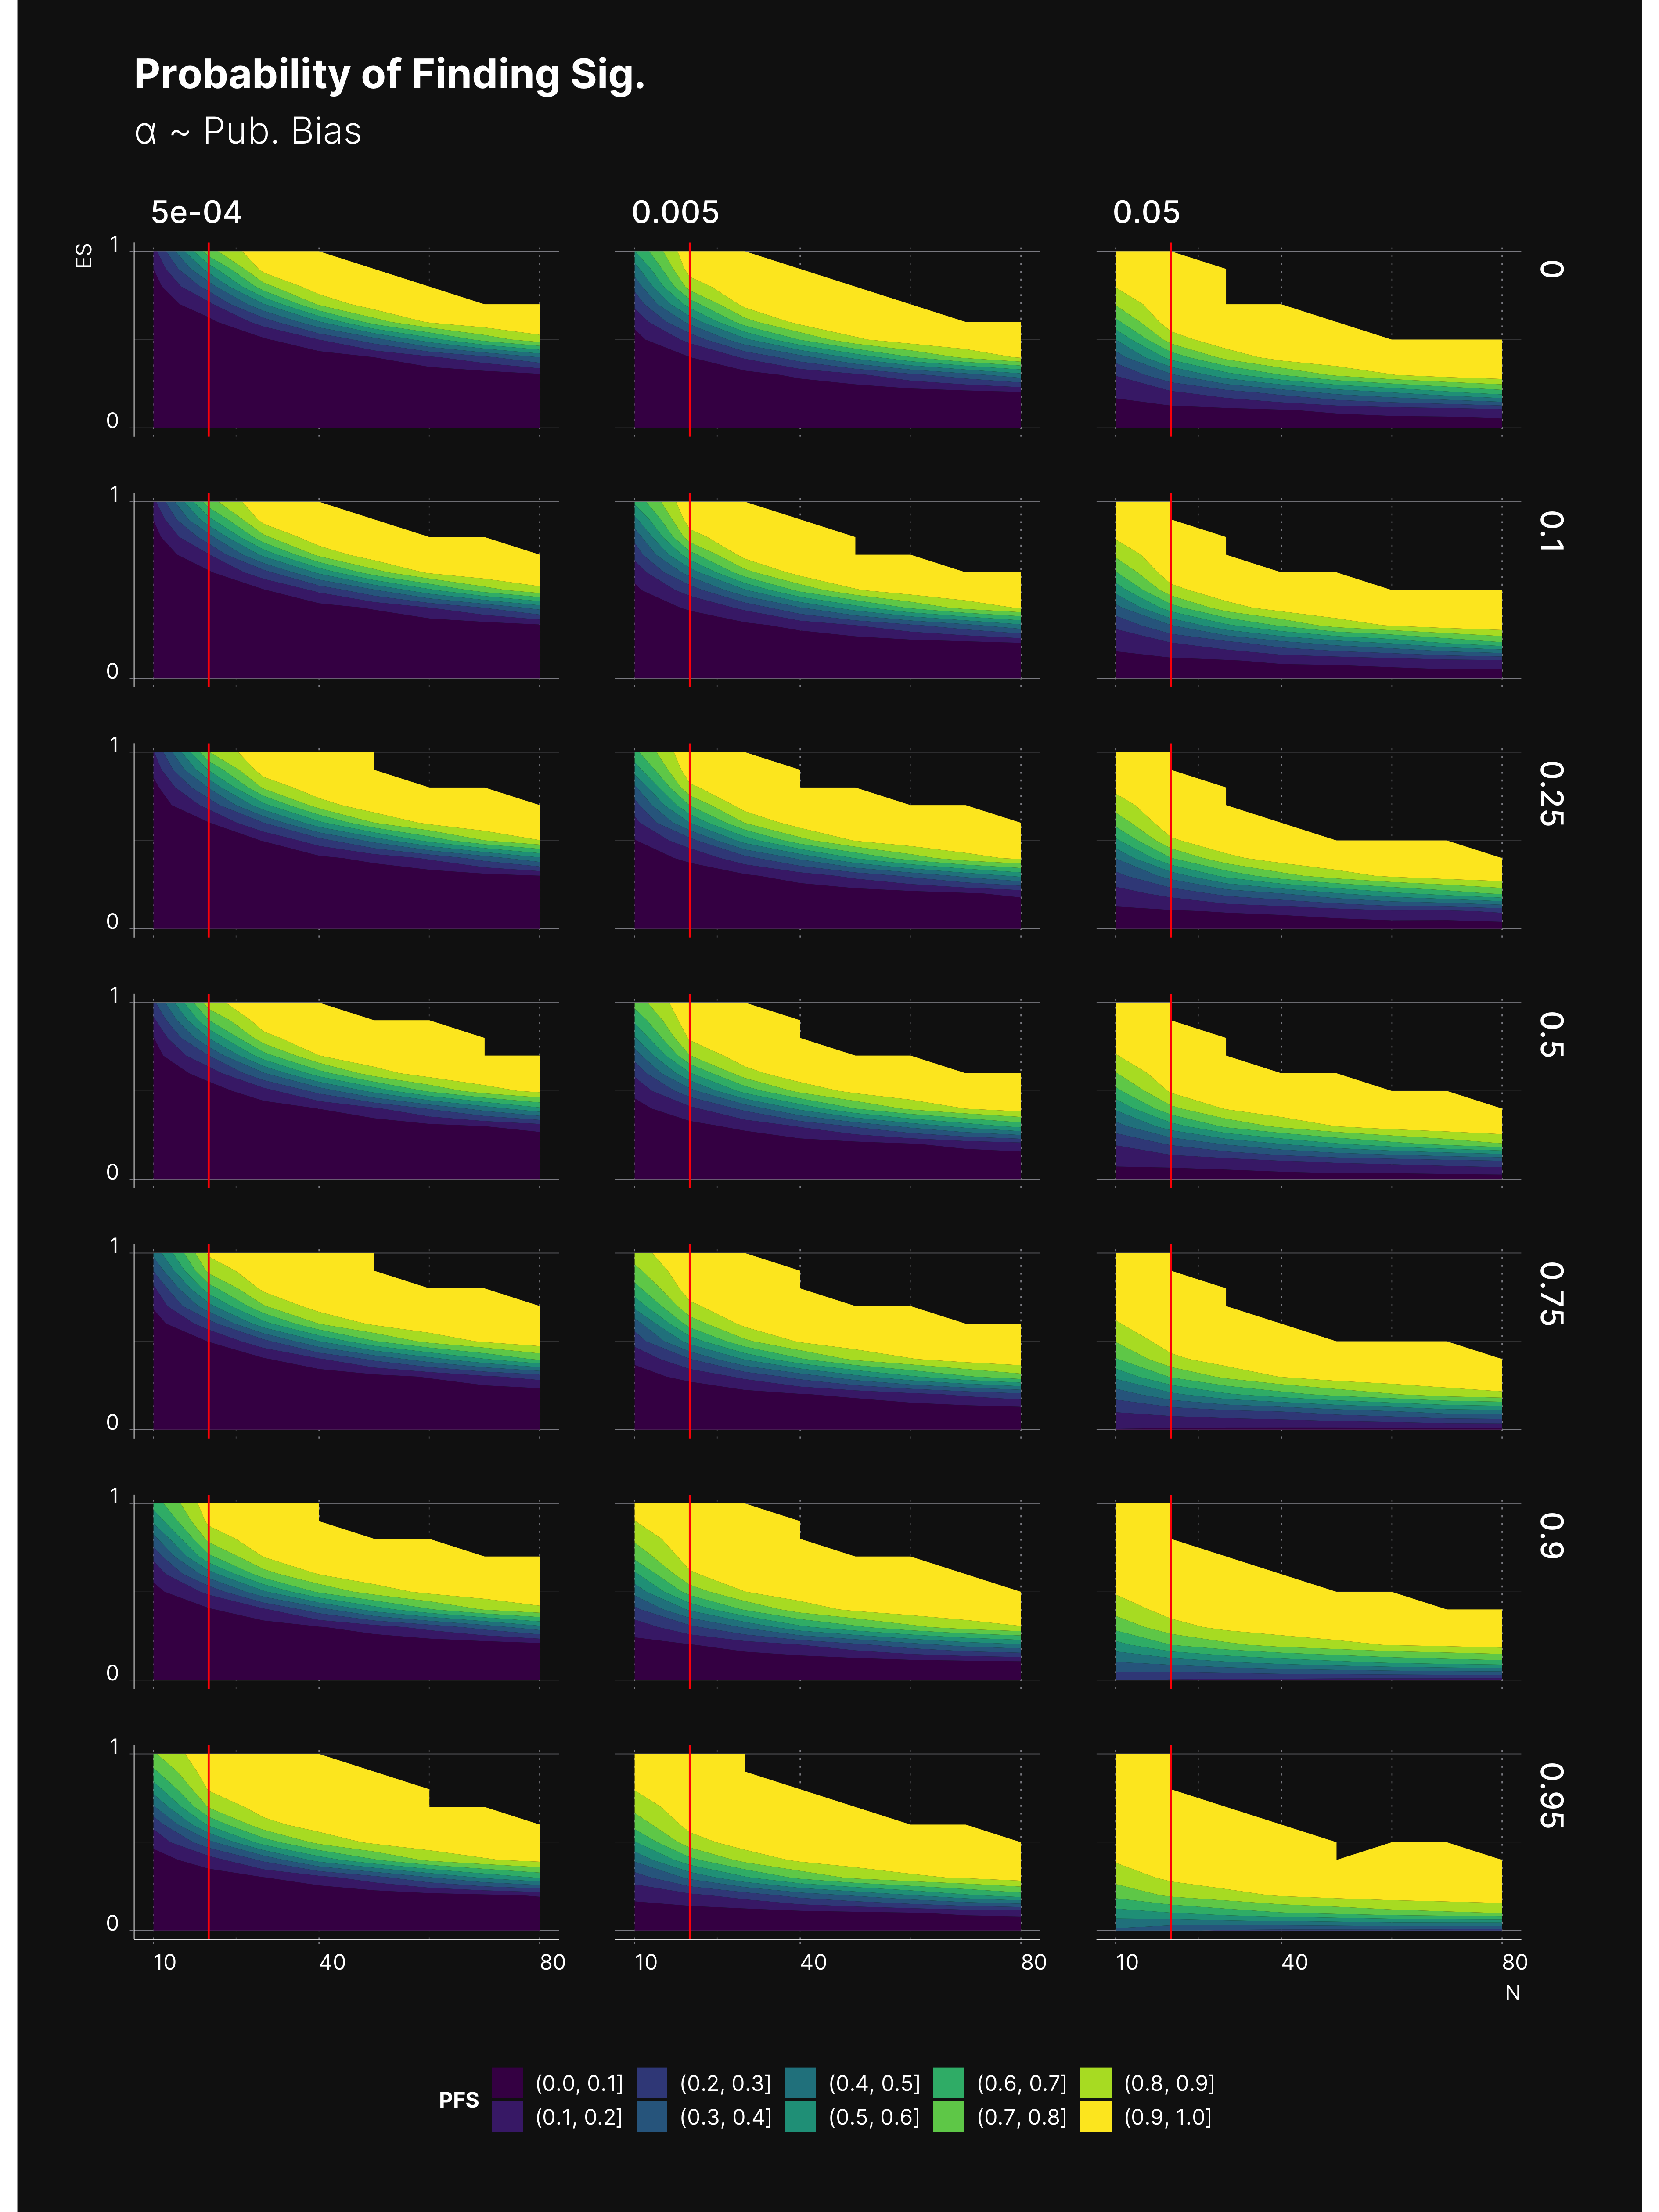 Probability of Finding Sig.
α ~ Pub. Bias
5e-04 0.005 0.05
ES
1
0
0
1
0
0.1
1
0
0.25
1
0
0.5
1
0
0.75
1
0
0.9
1
0
0.95
10 40 80 10 40 80 10 40 80
N
PFS
(0.0, 0.1] (0.2, 0.3] (0.4, 0.5] (0.6, 0.7] (0.8, 0.9]
(0.1, 0.2] (0.3, 0.4] (0.5, 0.6] (0.7, 0.8] (0.9, 1.0]